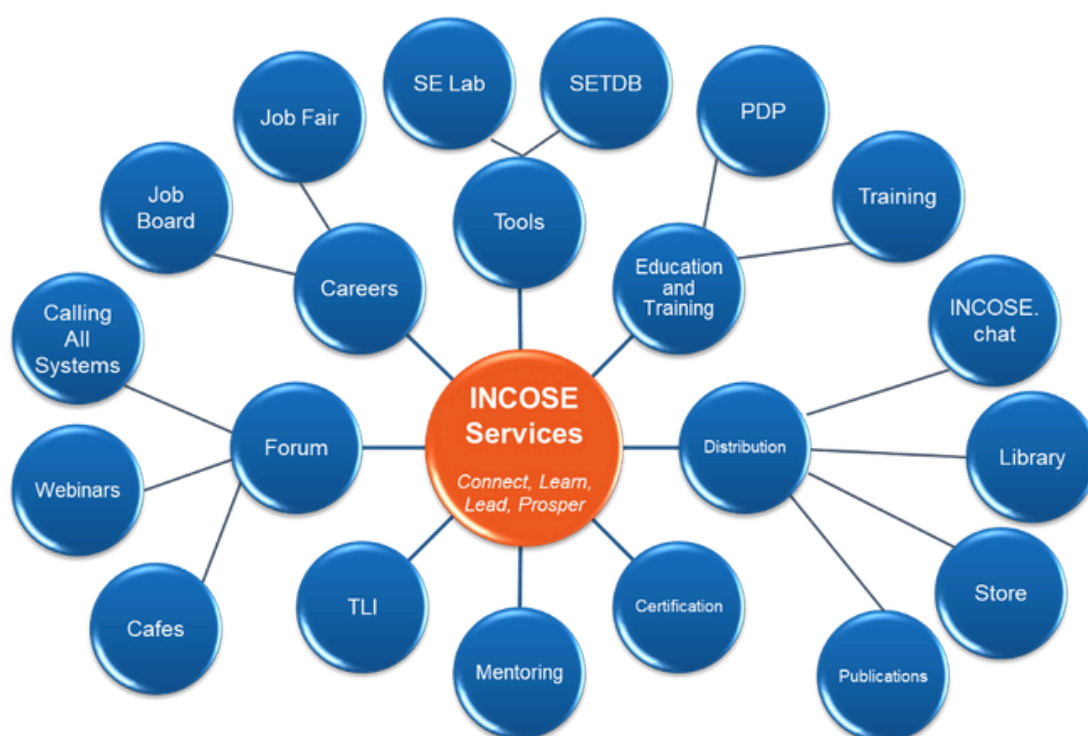 SE Lab
SETDB
PDP
Job Fair
Job
Board
Tools
Training
Careers
Education
and
Training
Calling
All
Systems
INCOSE.
chat
INCOSE
Services
Connect, Learn,
Lead, Prosper
Forum
Distribution
Library
Webinars
TLI
Certification
Store
Cafes
Mentoring
Publications